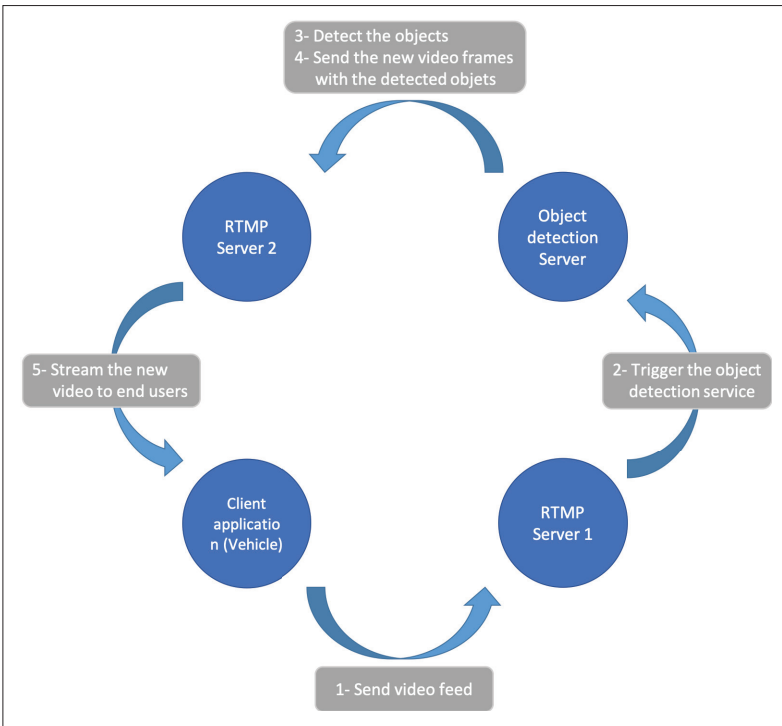 3- Detect the objects
4- Send the new video frames
with the detected objets
RTMP
Server 2
Object
detection
Server
5- Stream the new
video to end users
2- Trigger the object
detection service
Client
applicatio
n (Vehicle)
RTMP
Server 1
1- Send video feed